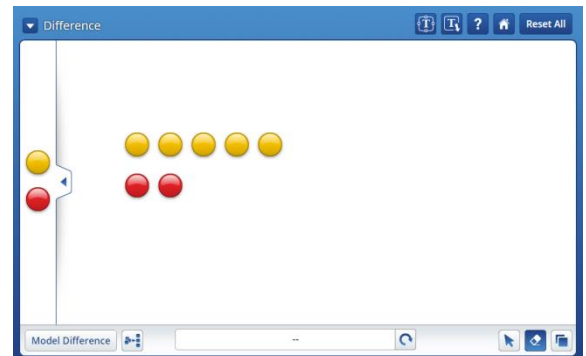 Difference
T T ? Reset All
Model Difference
--